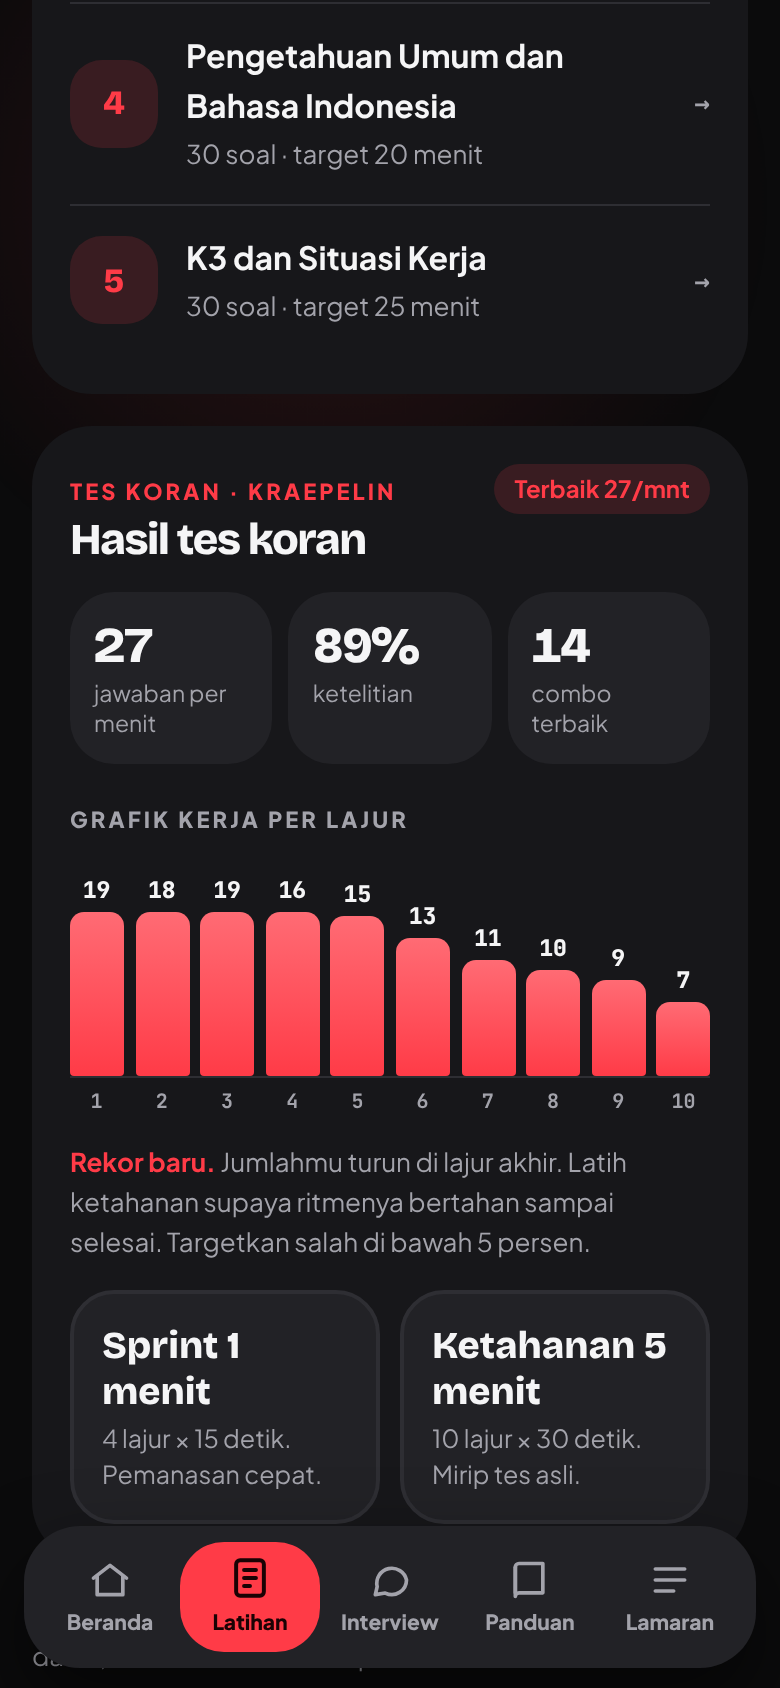 4
Pengetahuan Umum dan
Bahasa Indonesia
→
30 soal · target 20 menit
5
K3 dan Situasi Kerja
→
30 soal · target 25 menit
TES KORAN · KRAEPELIN
Terbaik 27/mnt
Hasil tes koran
27
jawaban per
menit
89%
ketelitian
14
combo
terbaik
GRAFIK KERJA PER LAJUR
19 18 19 16 15 13 11 10 9 7
1 2 3 4 5 6 7 8 9 10
Rekor baru. Jumlahmu turun di lajur akhir. Latih
ketahanan supaya ritmenya bertahan sampai
selesai. Targetkan salah di bawah 5 persen.
Sprint 1
menit
4 lajur × 15 detik.
Pemanasan cepat.
Ketahanan 5
menit
10 lajur × 30 detik.
Mirip tes asli.
Beranda
Latihan
Interview
Panduan
Lamaran